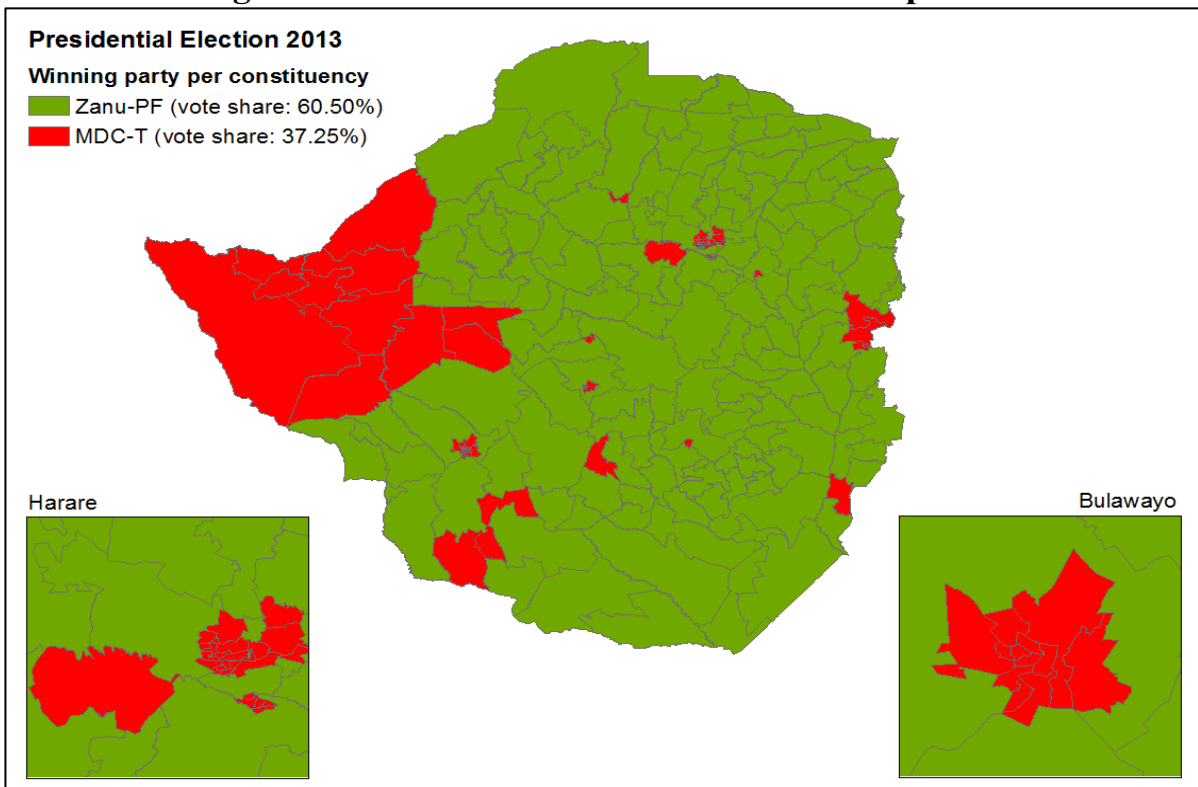 Presidential Election 2013
Winning party per constituency
Zanu-PF (vote share: 60.50%)
MDC-T (vote share: 37.25%)
Harare
Bulawayo